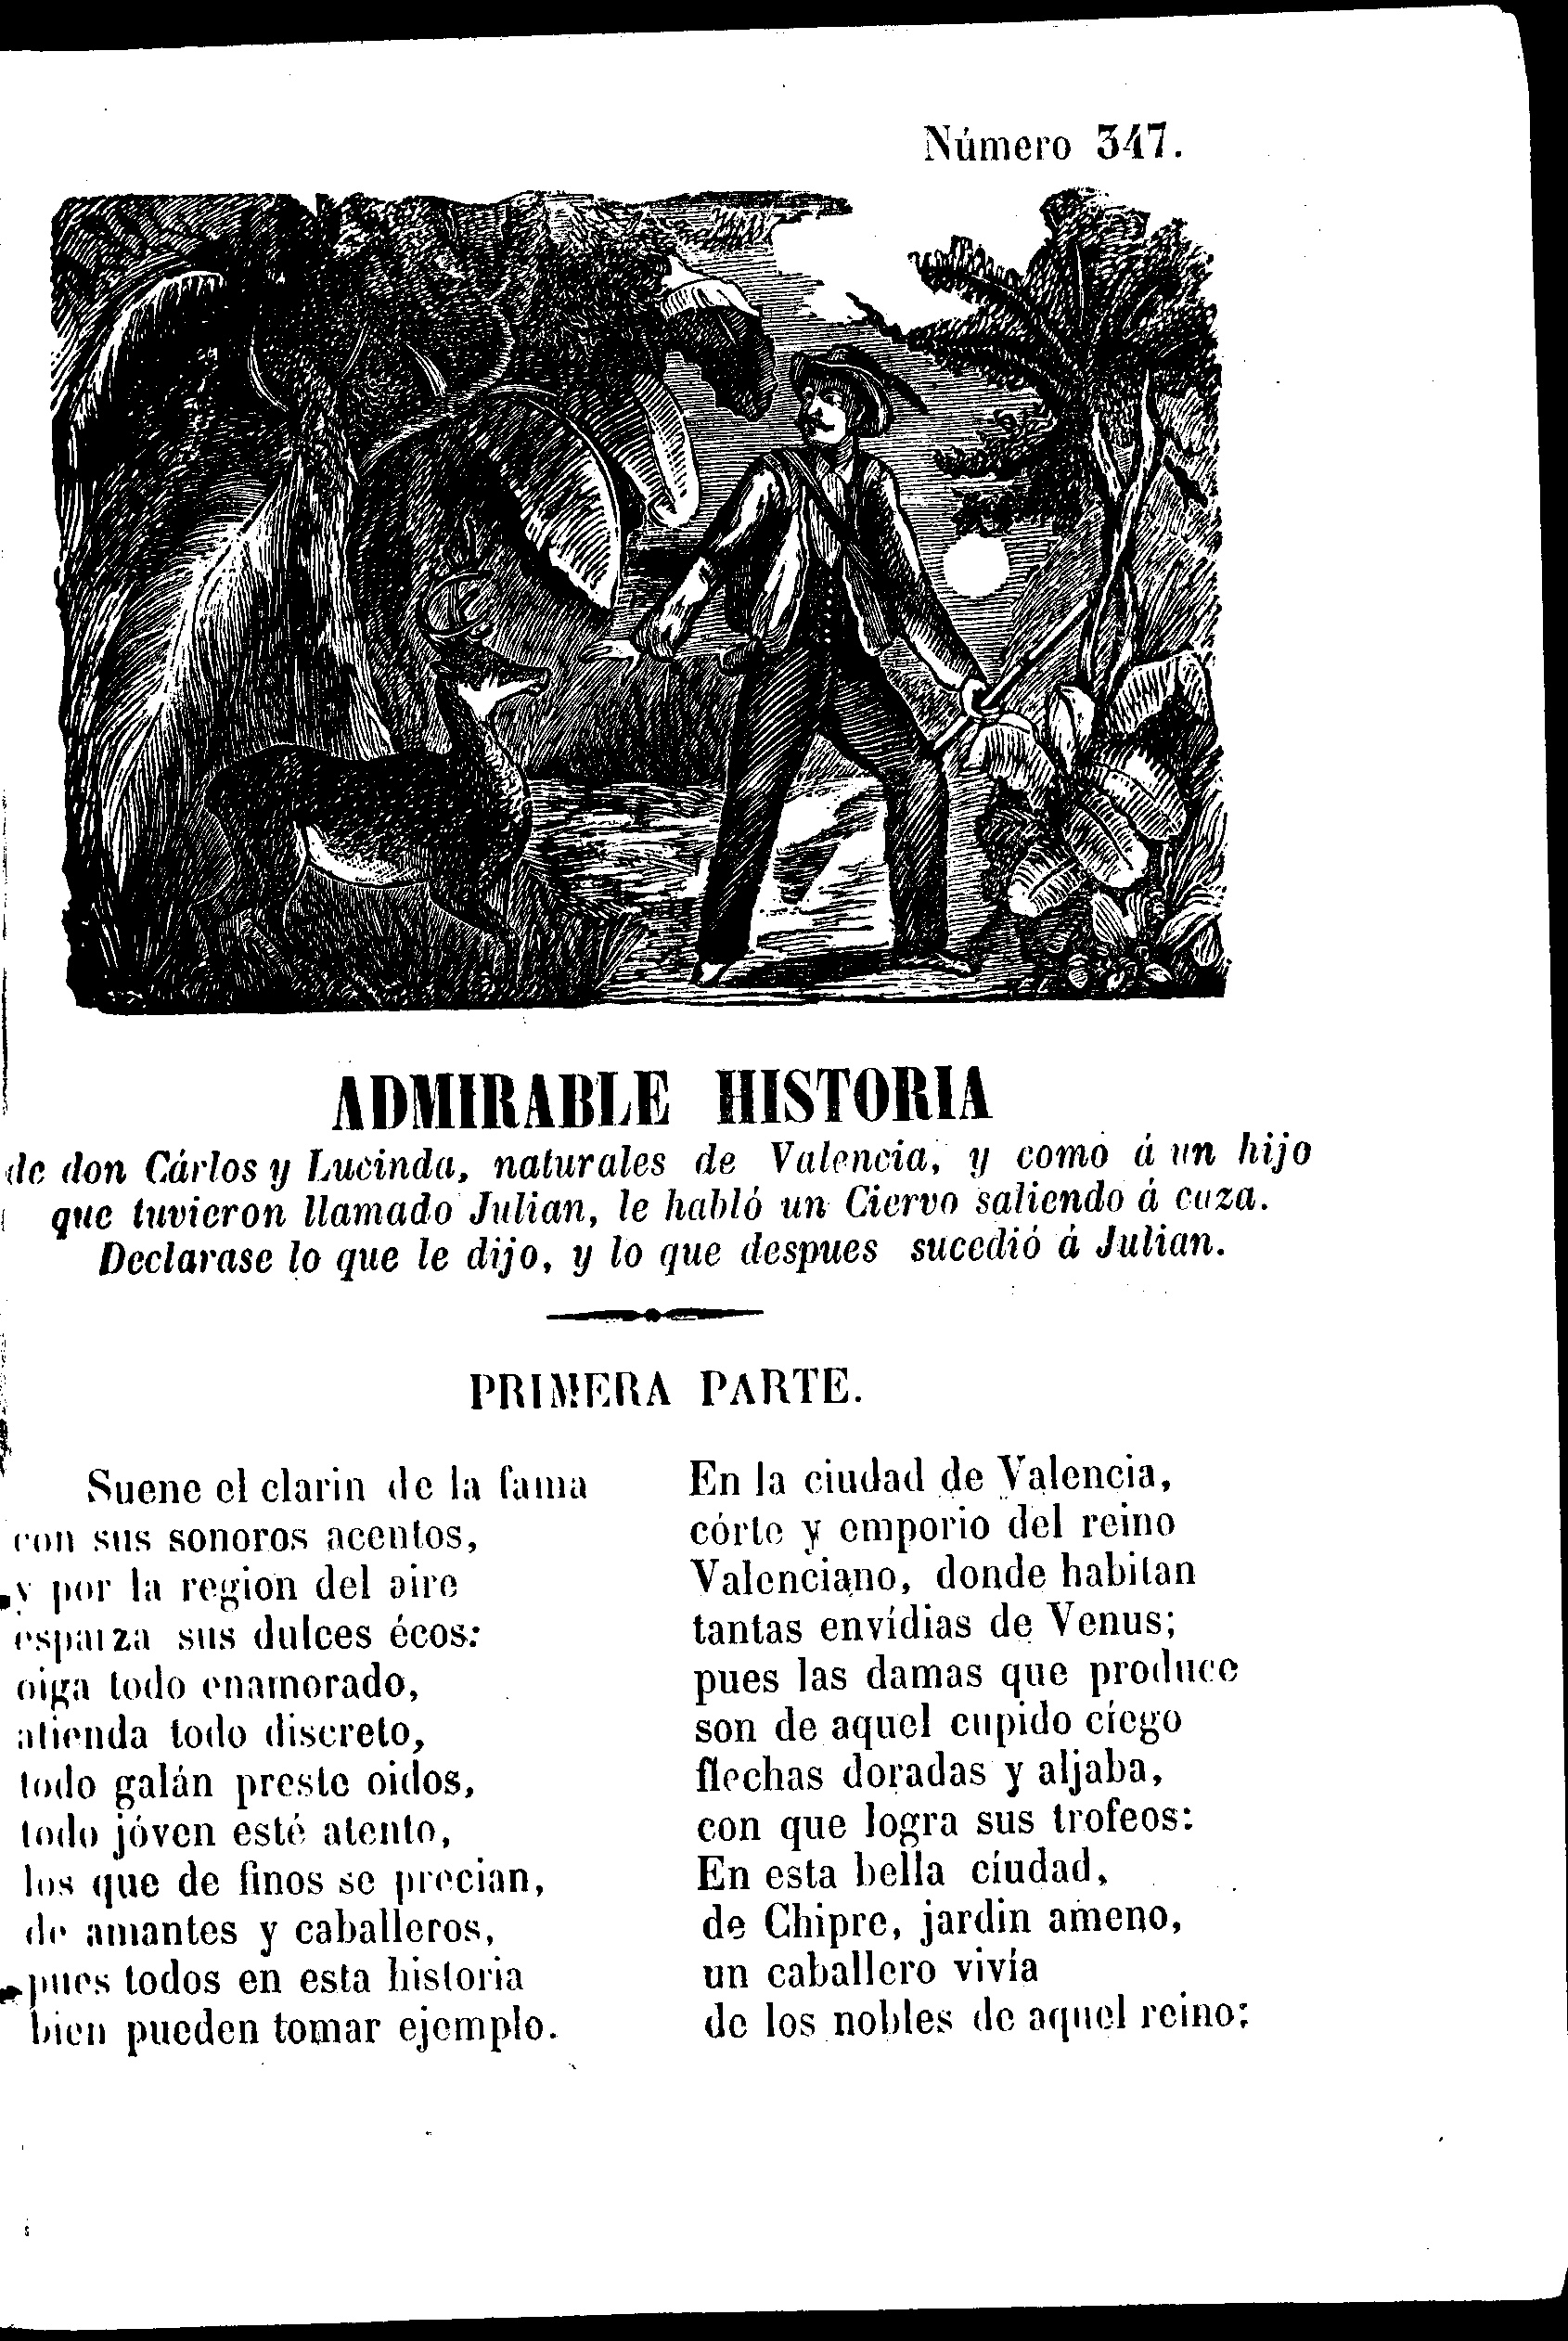 Número 347.
ADMIRABLE HISTORIA
de don Cárlos y Lucinda, naturales de Valencia, y como á un hijo
que tuvieron llamado Julian, le habló un Ciervo saliendo á caza.
Declarase lo que le dijo, y lo que despues sucedió á Julian.
PRIMERA PARTE.
Suene el clarin de la fama
con sus sonoros acentos,
y por la region del aire
esparza sus dulces écos:
oiga todo enamorado,
atienda todo discreto,
todo galán preste oidos,
todo jóven esté atento,
los que de finos se precian,
de amantes y caballeros,
pues todos en esta historia
bien pueden tomar ejemplo.
En la ciudad de Valencia,
córte y emporio del reino
Valenciano, donde habitan
tantas envídias de Venus;
pues las damas que produce
son de aquel cupido cíego
flechas doradas y aljaba,
con que logra sus trofeos:
En esta bella cíudad,
de Chipre, jardin ameno,
un caballero vivía
de los nobles de aquel reino: